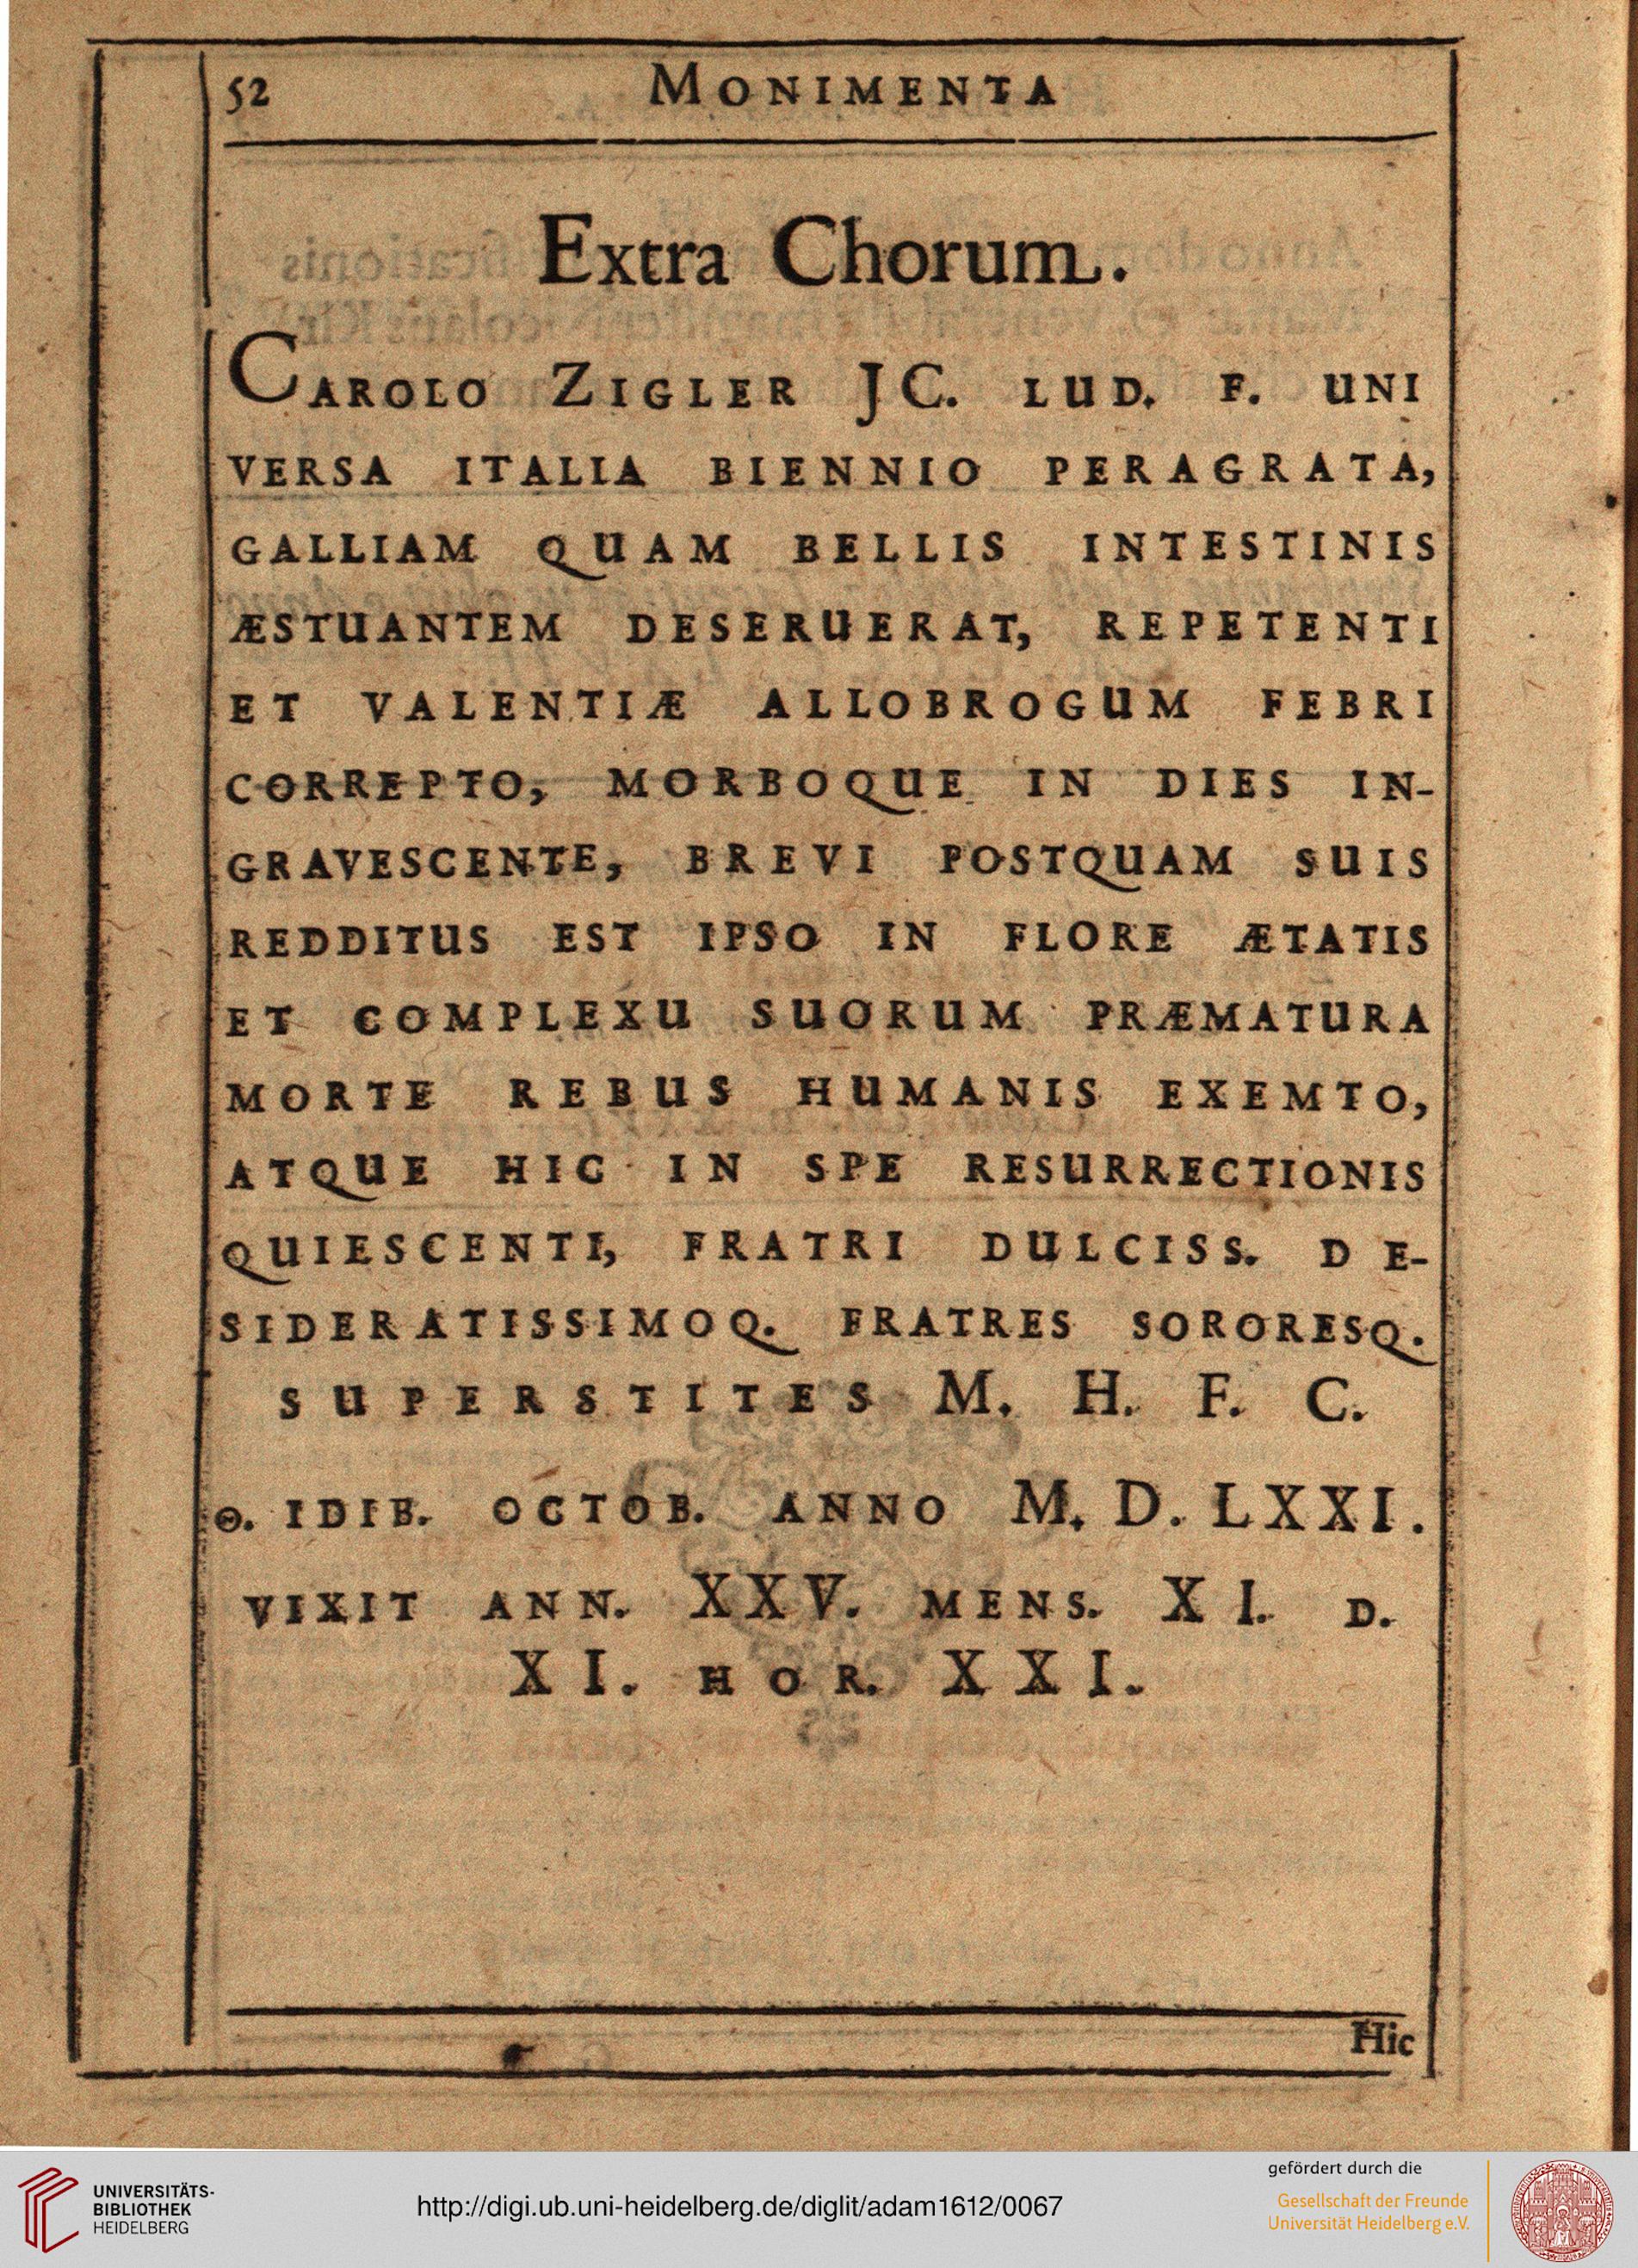 52 MONIMENTA
Extra Chorum.
CAROLO ZIGLER JC. LUD. F. UNI
VERSA ITALIA BIENNIO PERAGRATA,
GALLIAM QUAM BELLIS INTESTINIS
ÆSTUANTEM DESERUERAT, REPETENTI
ET VALENTIÆ ALLOBROGUM FEBRI
CORREPTO, MORBOQUE IN DIES IN-
GRAVESCENTE, BREVI POSTQUAM SUIS
REDDITUS EST IPSO IN FLORE ÆTATIS
ET COMPLEXU SUORUM PRÆMATURA
MORTE REBUS HUMANIS EXEMTO,
ATQUE HIC IN SPE RESURRECTIONIS
QUIESCENTI, FRATRI DULCISS. DE-
SIDERATISSIMOQ. FRATRES SORORESQ.
SUPERSTITES M. H. F. C.
Θ. IDIB. OCTOB. ANNO M. D. LXXI.
VIXIT ANN. XXV. MENS. XI. D.
XI. HOR. XXI.
Hic
UNIVERSITÄTS-
BIBLIOTHEK
HEIDELBERG
http://digi.ub.uni-heidelberg.de/diglit/adam1612/0067
gefördert durch die
Gesellschaft der Freunde
Universität Heidelberg e.V.